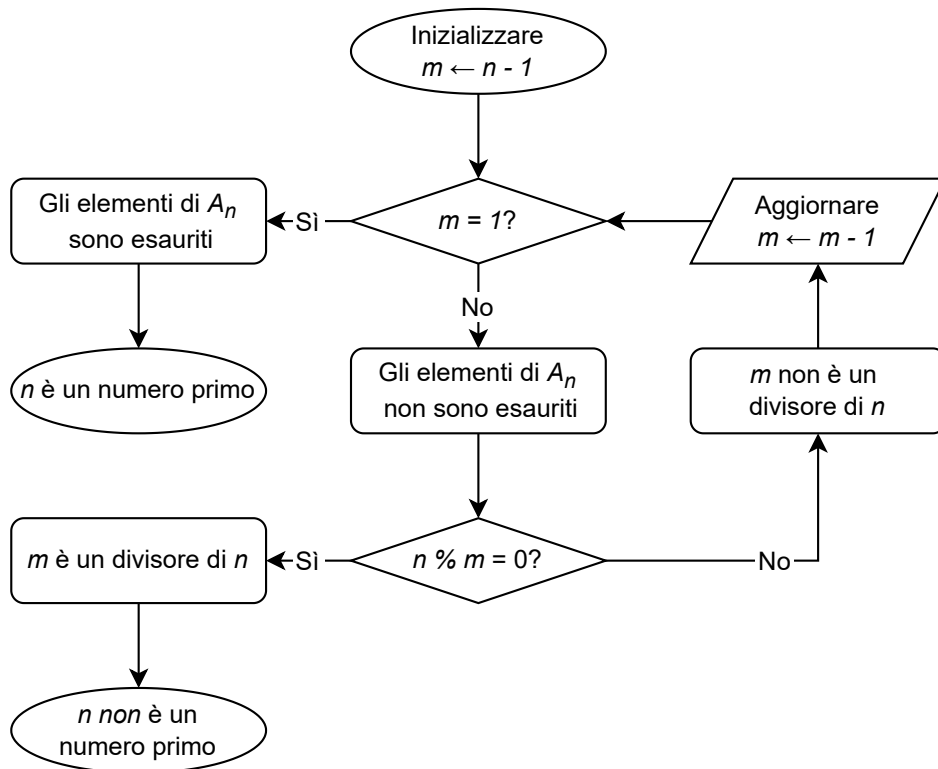 Inizializzare
m ← n - 1
Gli elementi di Aₙ
sono esauriti
Sì
m = 1?
Aggiornare
m ← m - 1
No
n è un numero primo
Gli elementi di Aₙ
non sono esauriti
m non è un
divisore di n
m è un divisore di n
Sì
n % m = 0?
No
n non è un
numero primo